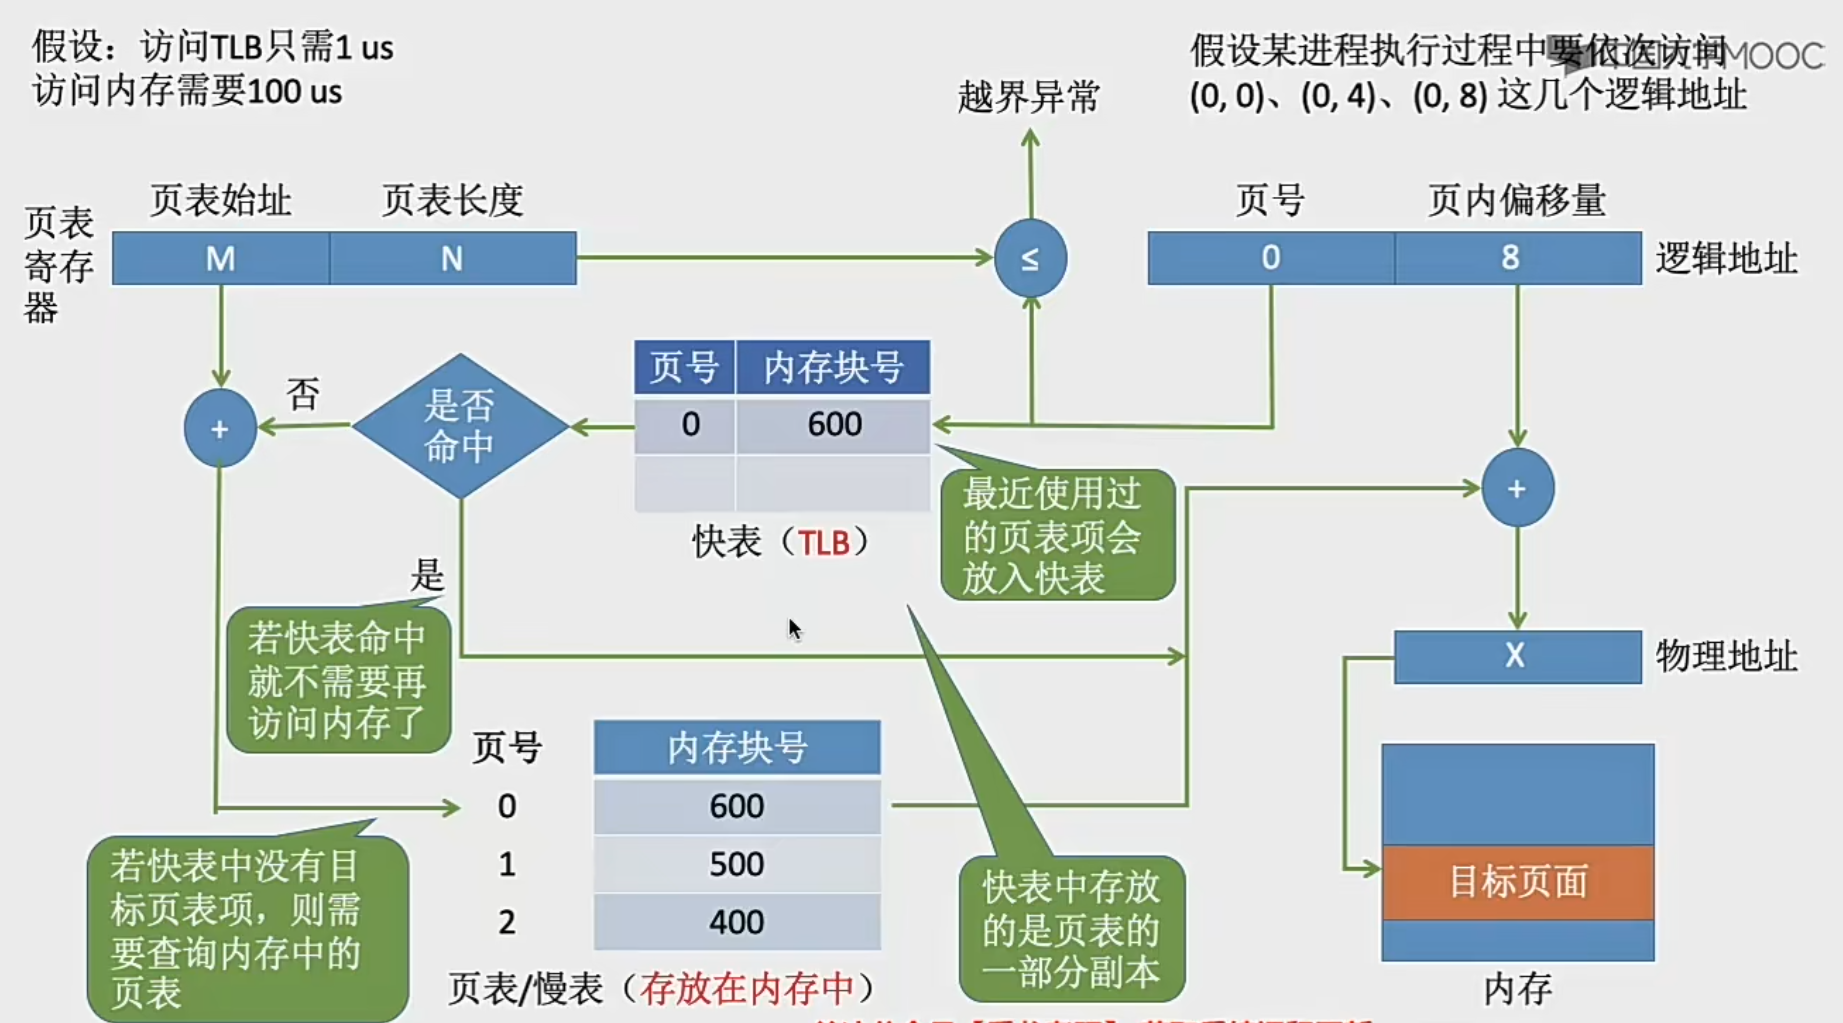 假设：访问TLB只需1 us
访问内存需要100 us
假设某进程执行过程中要依次访问
(0, 0)、(0, 4)、(0, 8) 这几个逻辑地址
中国大学MOOC
越界异常
页表始址
页表长度
页号
页内偏移量
页表
寄存
器
M
N
≤
0
8
逻辑地址
页号
内存块号
0
600
快表（TLB）
是否
命中
否
是
+
+
最近使用过
的页表项会
放入快表
若快表命中
就不需要再
访问内存了
X
物理地址
页号
内存块号
0
600
1
500
2
400
页表/慢表（存放在内存中）
若快表中没有目
标页表项，则需
要查询内存中的
页表
快表中存放
的是页表的
一部分副本
目标页面
内存